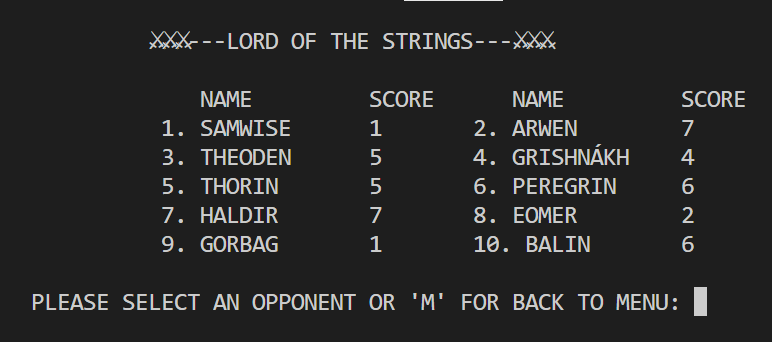 ⚔⚔⚔---LORD OF THE STRINGS---⚔⚔⚔
NAME SCORE NAME SCORE
1. SAMWISE 1 2. ARWEN 7
3. THEODEN 5 4. GRISHNÁKH 4
5. THORIN 5 6. PEREGRIN 6
7. HALDIR 7 8. EOMER 2
9. GORBAG 1 10. BALIN 6
PLEASE SELECT AN OPPONENT OR 'M' FOR BACK TO MENU: